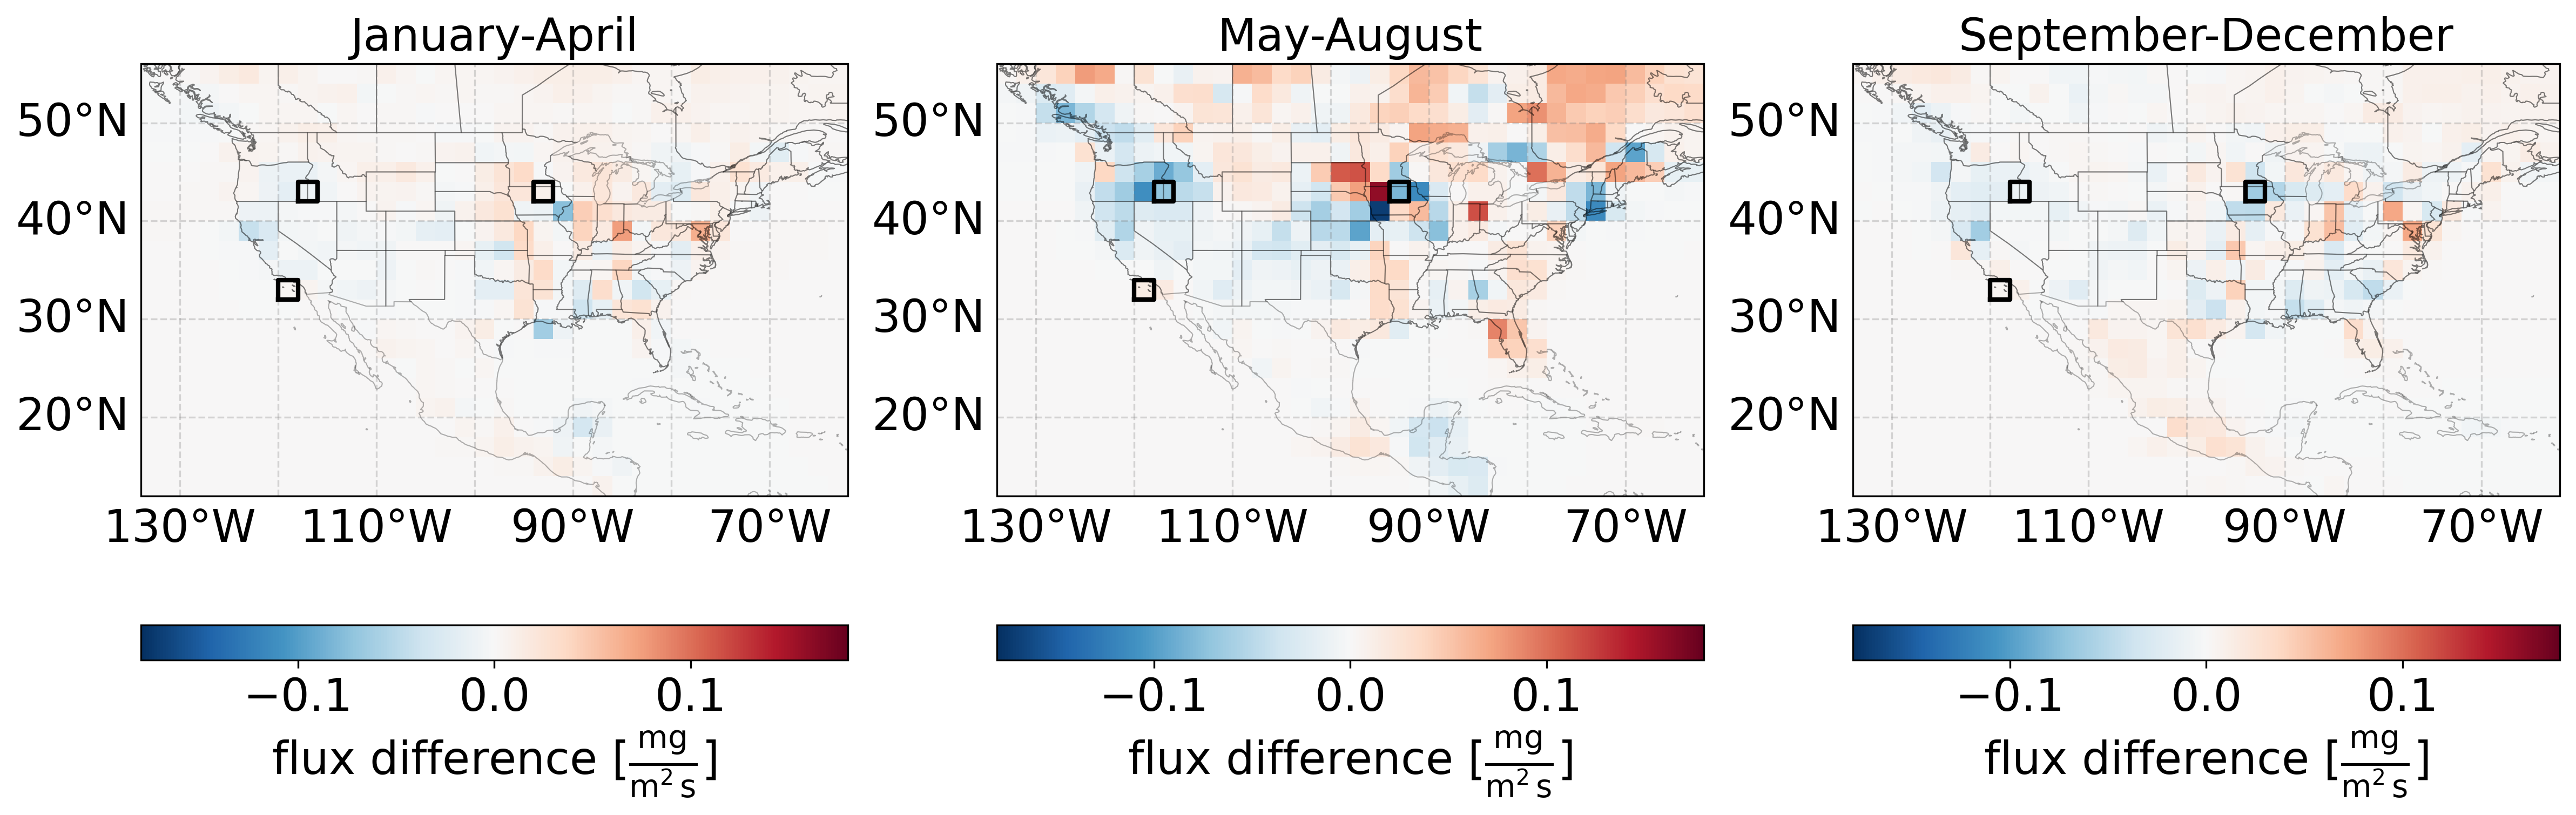 January-April May-August September-December
50°N 50°N 50°N
40°N 40°N 40°N
30°N 30°N 30°N
20°N 20°N 20°N
130°W 110°W 90°W 70°W 130°W 110°W 90°W 70°W 130°W 110°W 90°W 70°W
−0.1 0.0 0.1 −0.1 0.0 0.1 −0.1 0.0 0.1
flux difference [mg/m² s] flux difference [mg/m² s] flux difference [mg/m² s]